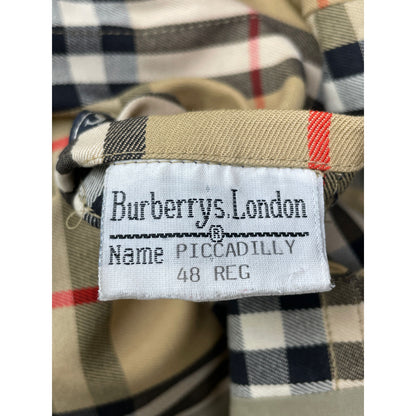 Burberrys. London
®
Name PICCADILLY
48 REG